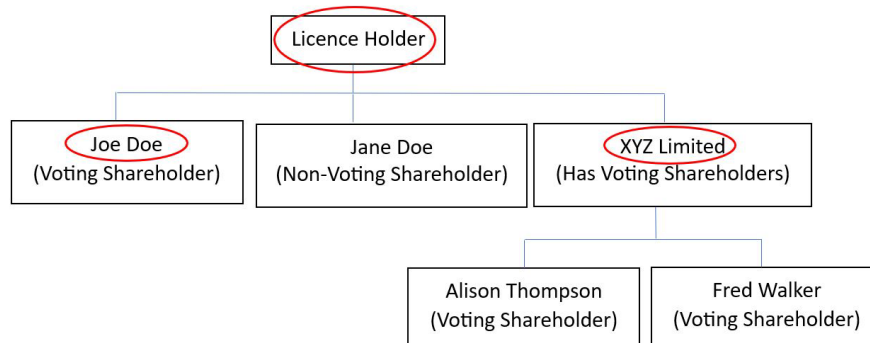 Licence Holder
Joe Doe
(Voting Shareholder)
Jane Doe
(Non-Voting Shareholder)
XYZ Limited
(Has Voting Shareholders)
Alison Thompson
(Voting Shareholder)
Fred Walker
(Voting Shareholder)